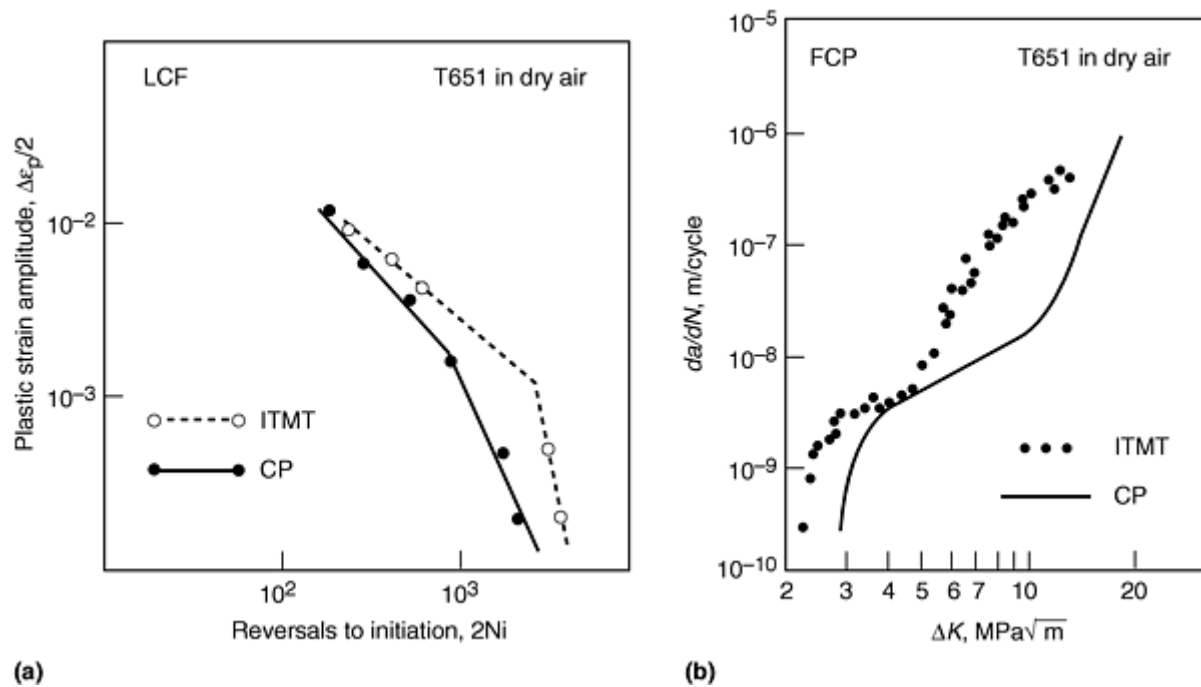 LCF T651 in dry air
Plastic strain amplitude, Δεp/2
10⁻²
10⁻³
ITMT
CP
10² 10³
Reversals to initiation, 2Ni
(a)
FCP T651 in dry air
da/dN, m/cycle
10⁻⁵
10⁻⁶
10⁻⁷
10⁻⁸
10⁻⁹
10⁻¹⁰
ITMT
CP
2 3 4 5 6 7 10 20
ΔK, MPa√m
(b)